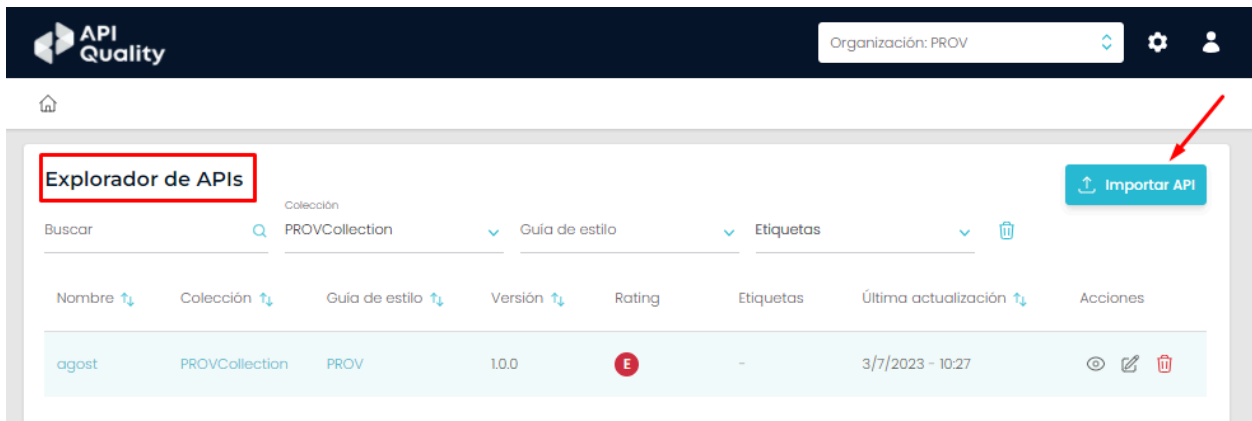 API
Quality
Organización: PROV
Explorador de APIs
Importar API
Colección
Buscar PROVCollection Guía de estilo Etiquetas
Nombre Colección Guía de estilo Versión Rating Etiquetas Última actualización Acciones
agost PROVCollection PROV 1.0.0 E - 3/7/2023 - 10:27